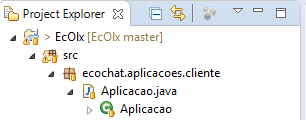 Project Explorer
> EcOlx [EcOlx master]
src
ecochat.aplicacoes.cliente
Aplicacao.java
Aplicacao